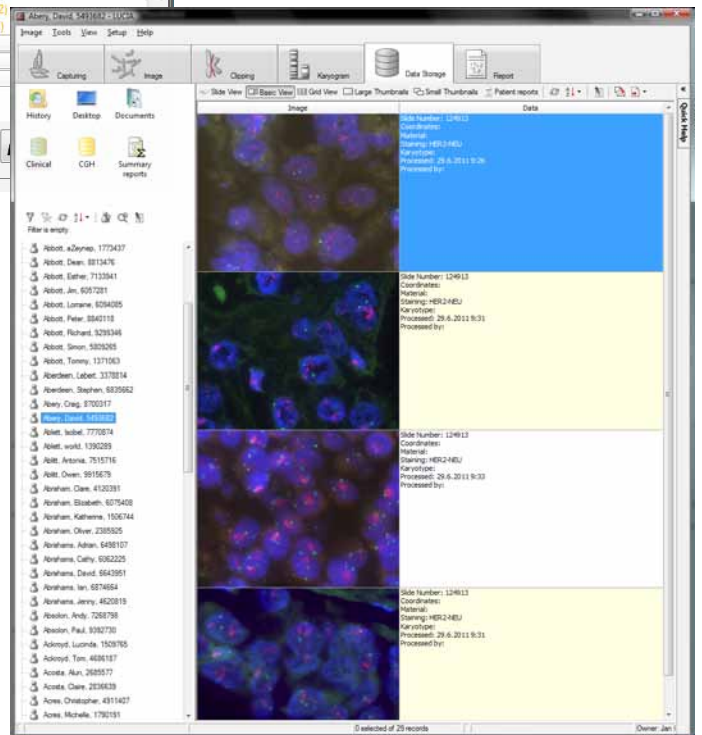 Abery, David, 5493682 - LUCIA
Image Tools View Setup Help
Capturing
Image
Clipping
Karyogram
Data Storage
Report
Slide View Basic View Grid View Large Thumbnails Small Thumbnails Patient reports
Quick Help
History Desktop Documents
Clinical CGH Summary reports
Filter is empty.
Image Data
Abbott, aZeynep, 1773437
Abbott, Dean, 8813476
Abbott, Esther, 7133941
Abbott, Jim, 6057281
Abbott, Lorraine, 6094085
Abbott, Peter, 8840118
Abbott, Richard, 9299346
Abbott, Simon, 5809265
Abbott, Tommy, 1371063
Aberdeen, Lebert, 3378814
Aberdeen, Stephen, 6835662
Abery, Craig, 8700317
Abery, David, 5493682
Ablett, Isobel, 7770874
Ablett, world, 1390289
Ablitt, Antonia, 7515716
Ablitt, Owen, 9915679
Abraham, Clare, 4120391
Abraham, Elizabeth, 6075408
Abraham, Katherine, 1506744
Abraham, Oliver, 2385925
Abrahams, Adrian, 6498107
Abrahams, Cathy, 6062225
Abrahams, David, 6643951
Abrahams, Ian, 6874664
Abrahams, Jenny, 4620819
Absolon, Andy, 7268798
Absolon, Paul, 9392730
Ackroyd, Lucinda, 1509765
Ackroyd, Tom, 4686187
Acosta, Alun, 2685577
Acosta, Claire, 2836639
Acres, Christopher, 4911407
Acres, Michelle, 1790191
Slide Number: 124913
Coordinates:
Material:
Staining: HER2-NEU
Karyotype:
Processed: 29.6.2011 9:26
Processed by:
Slide Number: 124913
Coordinates:
Material:
Staining: HER2-NEU
Karyotype:
Processed: 29.6.2011 9:31
Processed by:
Slide Number: 124913
Coordinates:
Material:
Staining: HER2-NEU
Karyotype:
Processed: 29.6.2011 9:33
Processed by:
Slide Number: 124913
Coordinates:
Material:
Staining: HER2-NEU
Karyotype:
Processed: 29.6.2011 9:31
Processed by:
0 selected of 29 records
Owner: Jan